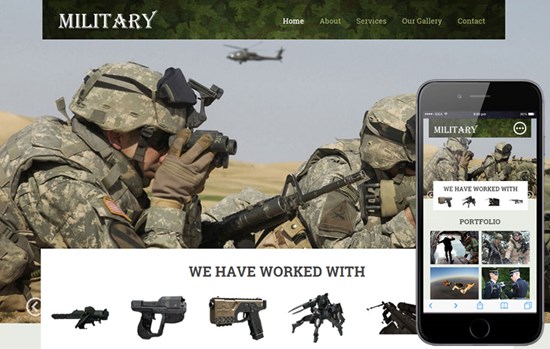 MILITARY
Home About Services Our Gallery Contact
WE HAVE WORKED WITH
MILITARY
WE HAVE WORKED WITH
PORTFOLIO